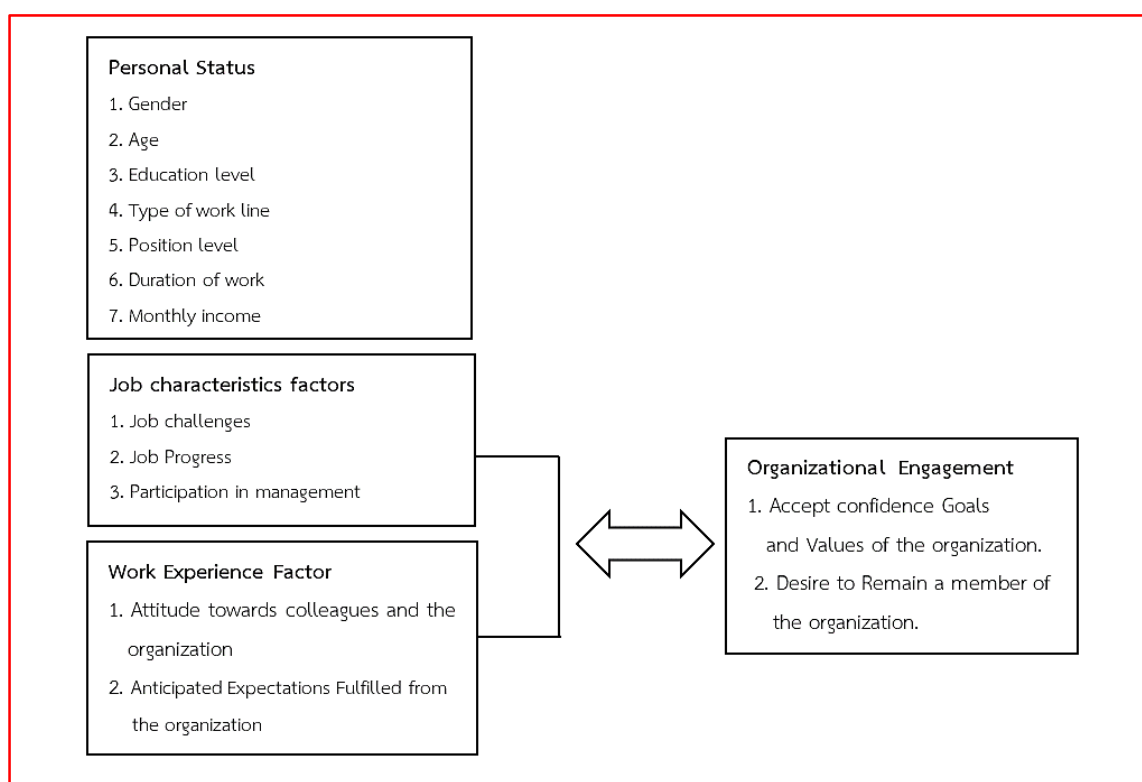 Personal Status
1. Gender
2. Age
3. Education level
4. Type of work line
5. Position level
6. Duration of work
7. Monthly income
Job characteristics factors
1. Job challenges
2. Job Progress
3. Participation in management
Work Experience Factor
1. Attitude towards colleagues and the
organization
2. Anticipated Expectations Fulfilled from
the organization
Organizational Engagement
1. Accept confidence Goals
and Values of the organization.
2. Desire to Remain a member of
the organization.